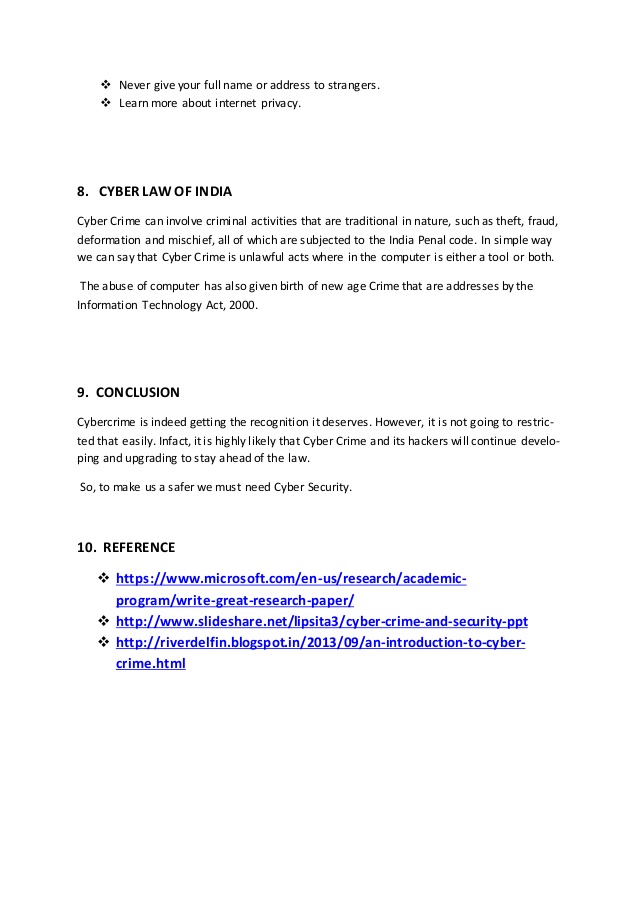 ❖ Never give your full name or address to strangers.
❖ Learn more about internet privacy.
8. CYBER LAW OF INDIA
Cyber Crime can involve criminal activities that are traditional in nature, such as theft, fraud,
deformation and mischief, all of which are subjected to the India Penal code. In simple way
we can say that Cyber Crime is unlawful acts where in the computer is either a tool or both.
The abuse of computer has also given birth of new age Crime that are addresses by the
Information Technology Act, 2000.
9. CONCLUSION
Cybercrime is indeed getting the recognition it deserves. However, it is not going to restric-
ted that easily. Infact, it is highly likely that Cyber Crime and its hackers will continue develo-
ping and upgrading to stay ahead of the law.
So, to make us a safer we must need Cyber Security.
10. REFERENCE
❖ https://www.microsoft.com/en-us/research/academic-
program/write-great-research-paper/
❖ http://www.slideshare.net/lipsita3/cyber-crime-and-security-ppt
❖ http://riverdelfin.blogspot.in/2013/09/an-introduction-to-cyber-
crime.html